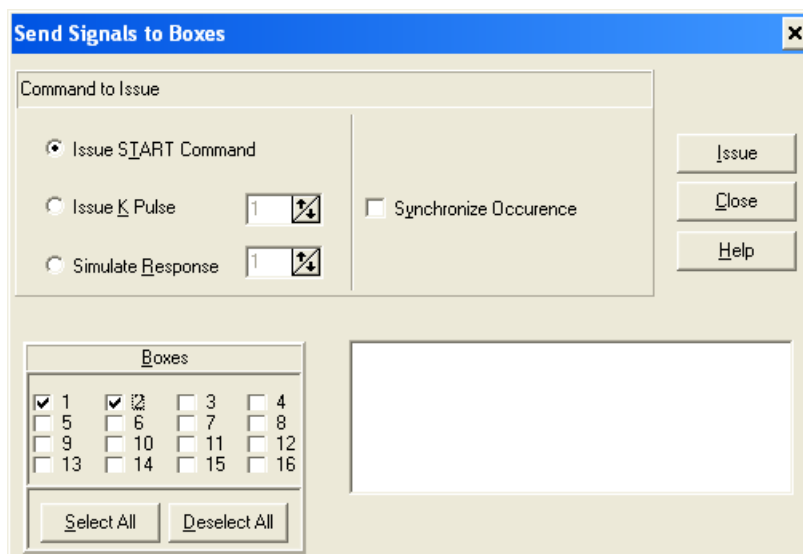 Send Signals to Boxes
Command to Issue
Issue START Command
Issue K Pulse 1
Simulate Response 1
Synchronize Occurence
Issue
Close
Help
Boxes
1 2 3 4
5 6 7 8
9 10 11 12
13 14 15 16
Select All Deselect All